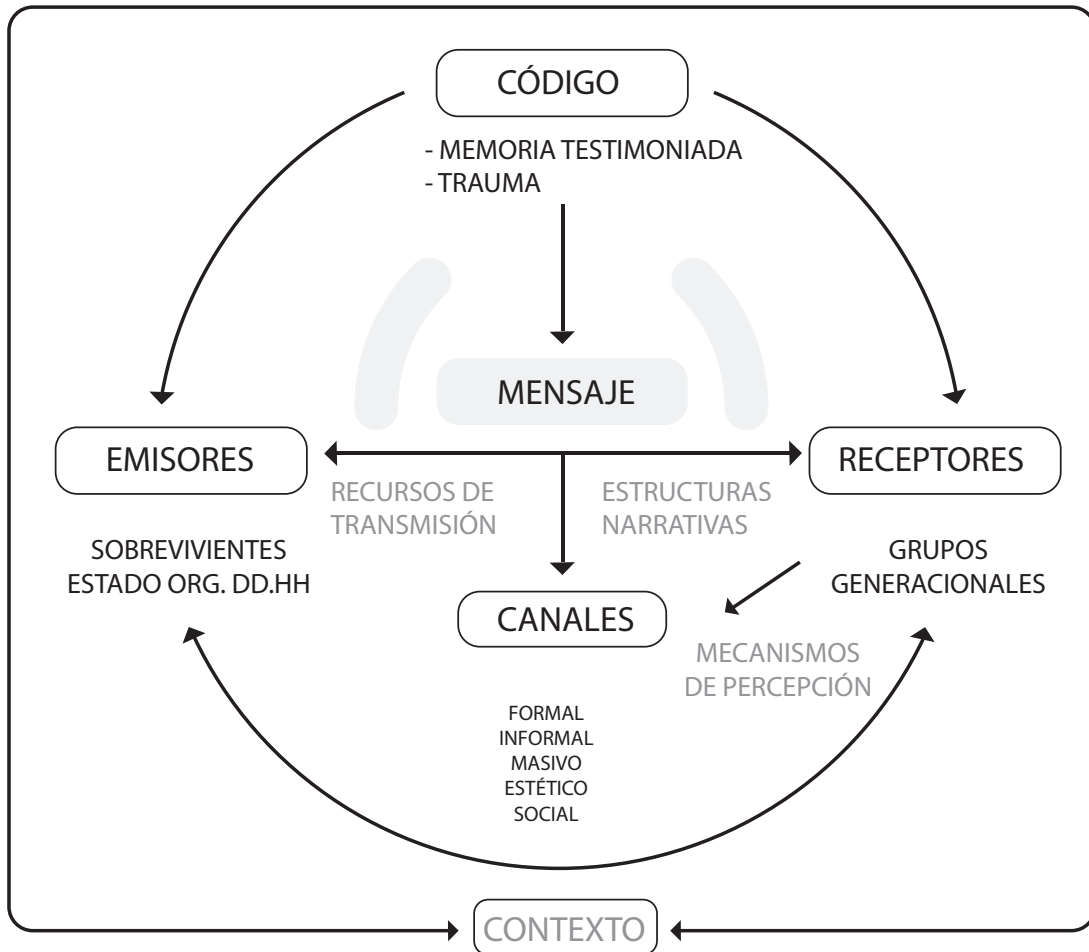 CÓDIGO
- MEMORIA TESTIMONIADA
- TRAUMA
MENSAJE
EMISORES
RECEPTORES
RECURSOS DE
TRANSMISIÓN
ESTRUCTURAS
NARRATIVAS
SOBREVIVIENTES
ESTADO ORG. DD.HH
GRUPOS
GENERACIONALES
CANALES
MECANISMOS
DE PERCEPCIÓN
FORMAL
INFORMAL
MASIVO
ESTÉTICO
SOCIAL
CONTEXTO